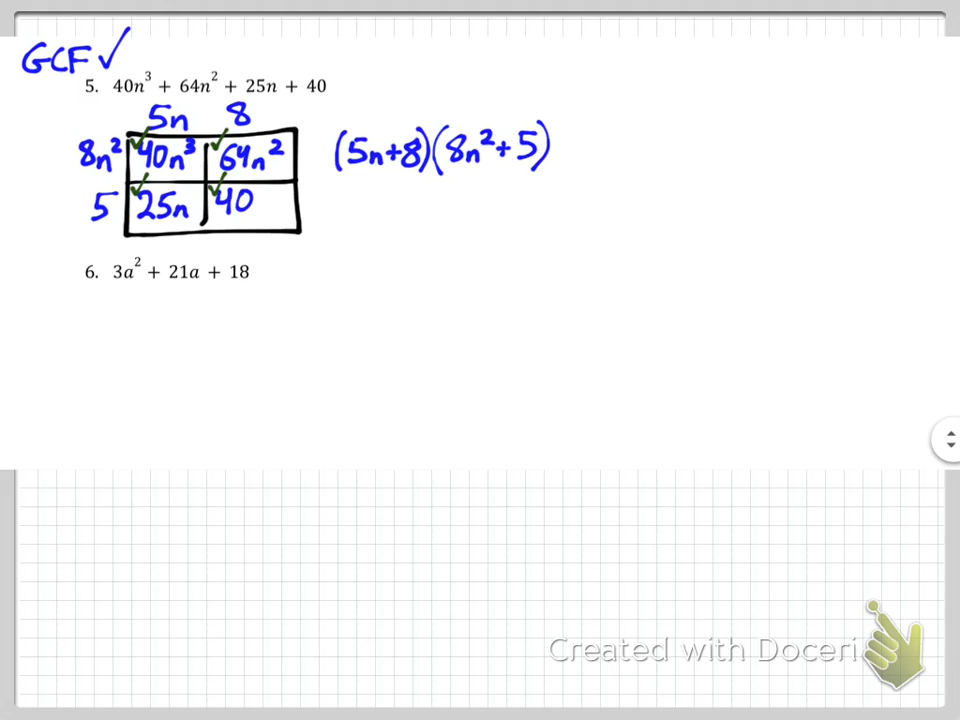 GCF ✓
5. 40n³ + 64n² + 25n + 40
5n 8
8n² 40n³ 64n² (5n+8)(8n²+5)
5 25n 40
6. 3a² + 21a + 18
Created with Doceri